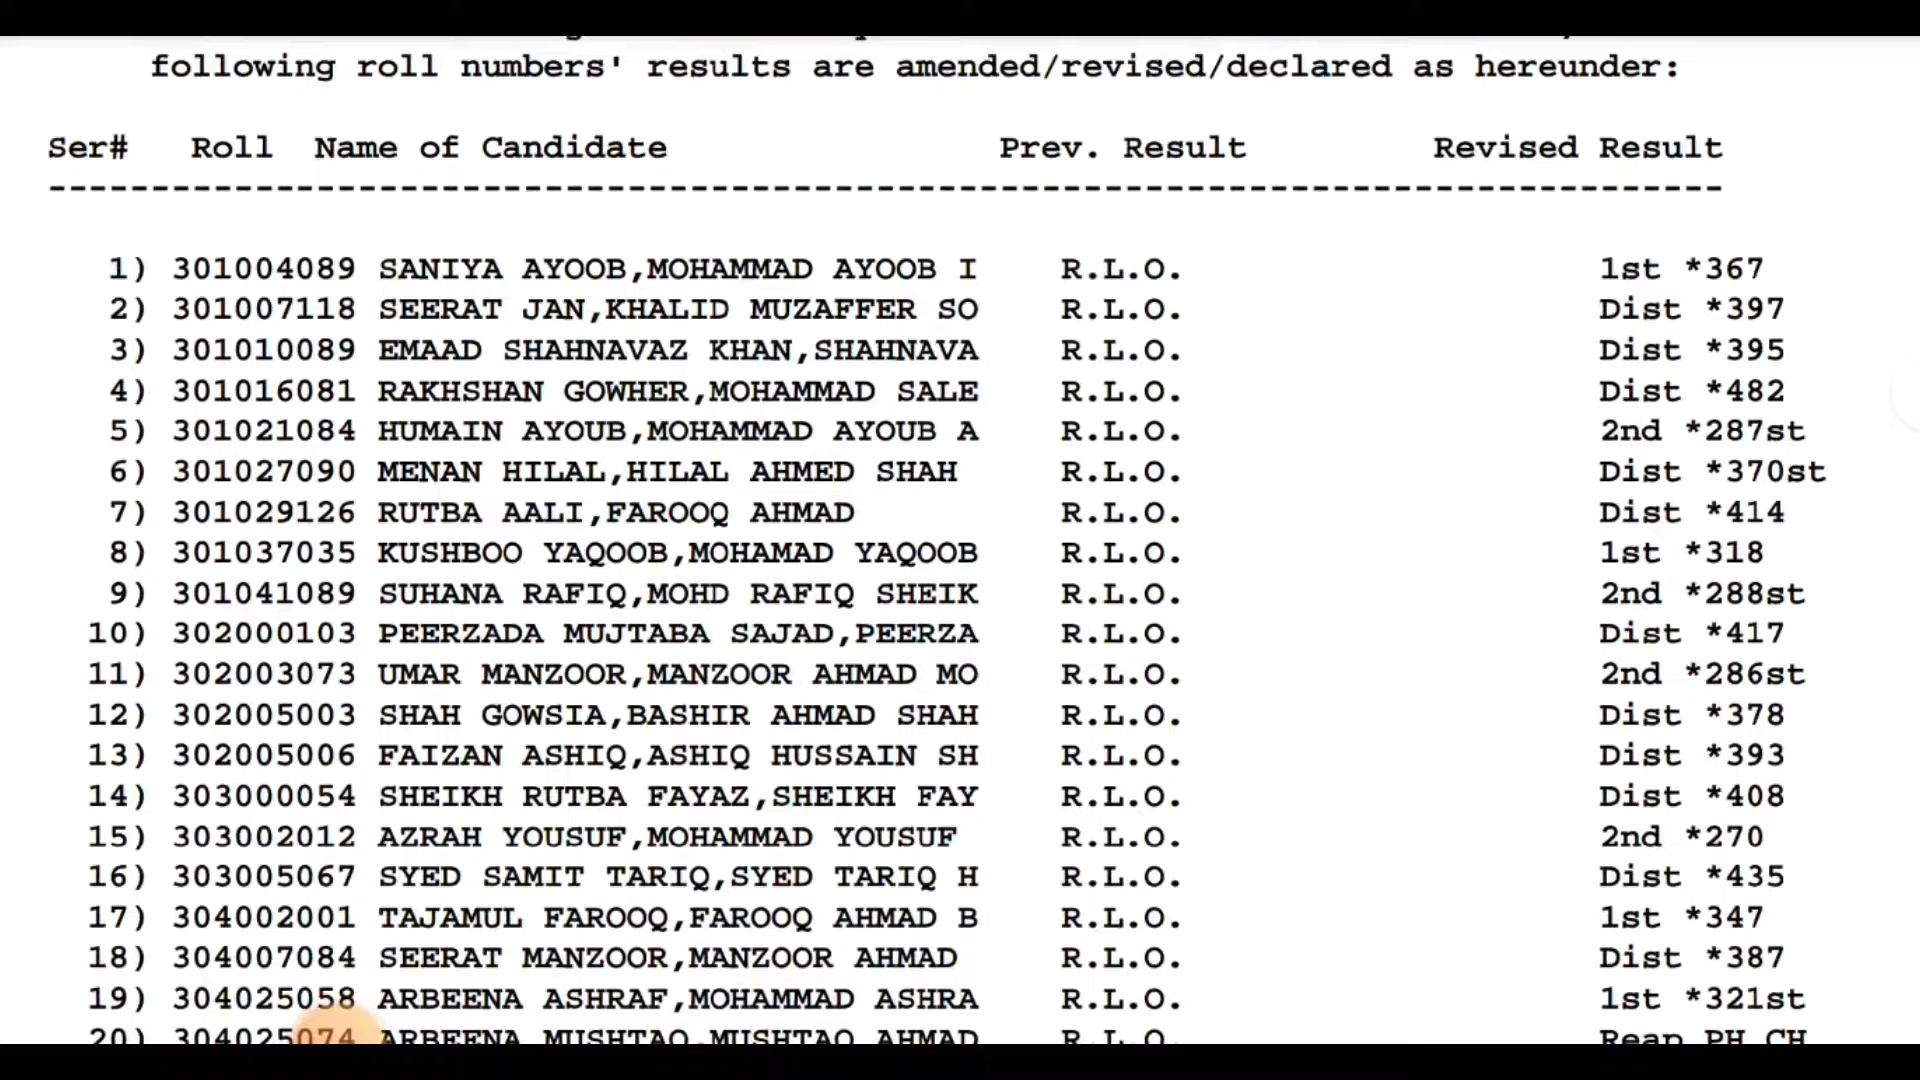 following roll numbers' results are amended/revised/declared as hereunder:
Ser# Roll Name of Candidate Prev. Result Revised Result
--------------------------------------------------------------------------------
1) 301004089 SANIYA AYOOB,MOHAMMAD AYOOB I R.L.O. 1st *367
2) 301007118 SEERAT JAN,KHALID MUZAFFER SO R.L.O. Dist *397
3) 301010089 EMAAD SHAHNAVAZ KHAN,SHAHNAVA R.L.O. Dist *395
4) 301016081 RAKHSHAN GOWHER,MOHAMMAD SALE R.L.O. Dist *482
5) 301021084 HUMAIN AYOUB,MOHAMMAD AYOUB A R.L.O. 2nd *287st
6) 301027090 MENAN HILAL,HILAL AHMED SHAH R.L.O. Dist *370st
7) 301029126 RUTBA AALI,FAROOQ AHMAD R.L.O. Dist *414
8) 301037035 KUSHBOO YAQOOB,MOHAMAD YAQOOB R.L.O. 1st *318
9) 301041089 SUHANA RAFIQ,MOHD RAFIQ SHEIK R.L.O. 2nd *288st
10) 302000103 PEERZADA MUJTABA SAJAD,PEERZA R.L.O. Dist *417
11) 302003073 UMAR MANZOOR,MANZOOR AHMAD MO R.L.O. 2nd *286st
12) 302005003 SHAH GOWSIA,BASHIR AHMAD SHAH R.L.O. Dist *378
13) 302005006 FAIZAN ASHIQ,ASHIQ HUSSAIN SH R.L.O. Dist *393
14) 303000054 SHEIKH RUTBA FAYAZ,SHEIKH FAY R.L.O. Dist *408
15) 303002012 AZRAH YOUSUF,MOHAMMAD YOUSUF R.L.O. 2nd *270
16) 303005067 SYED SAMIT TARIQ,SYED TARIQ H R.L.O. Dist *435
17) 304002001 TAJAMUL FAROOQ,FAROOQ AHMAD B R.L.O. 1st *347
18) 304007084 SEERAT MANZOOR,MANZOOR AHMAD R.L.O. Dist *387
19) 304025058 ARBEENA ASHRAF,MOHAMMAD ASHRA R.L.O. 1st *321st
20) 304025074 ARBEENA MUSHTAQ,MUSHTAQ AHMAD R.L.O. Reap PH CH